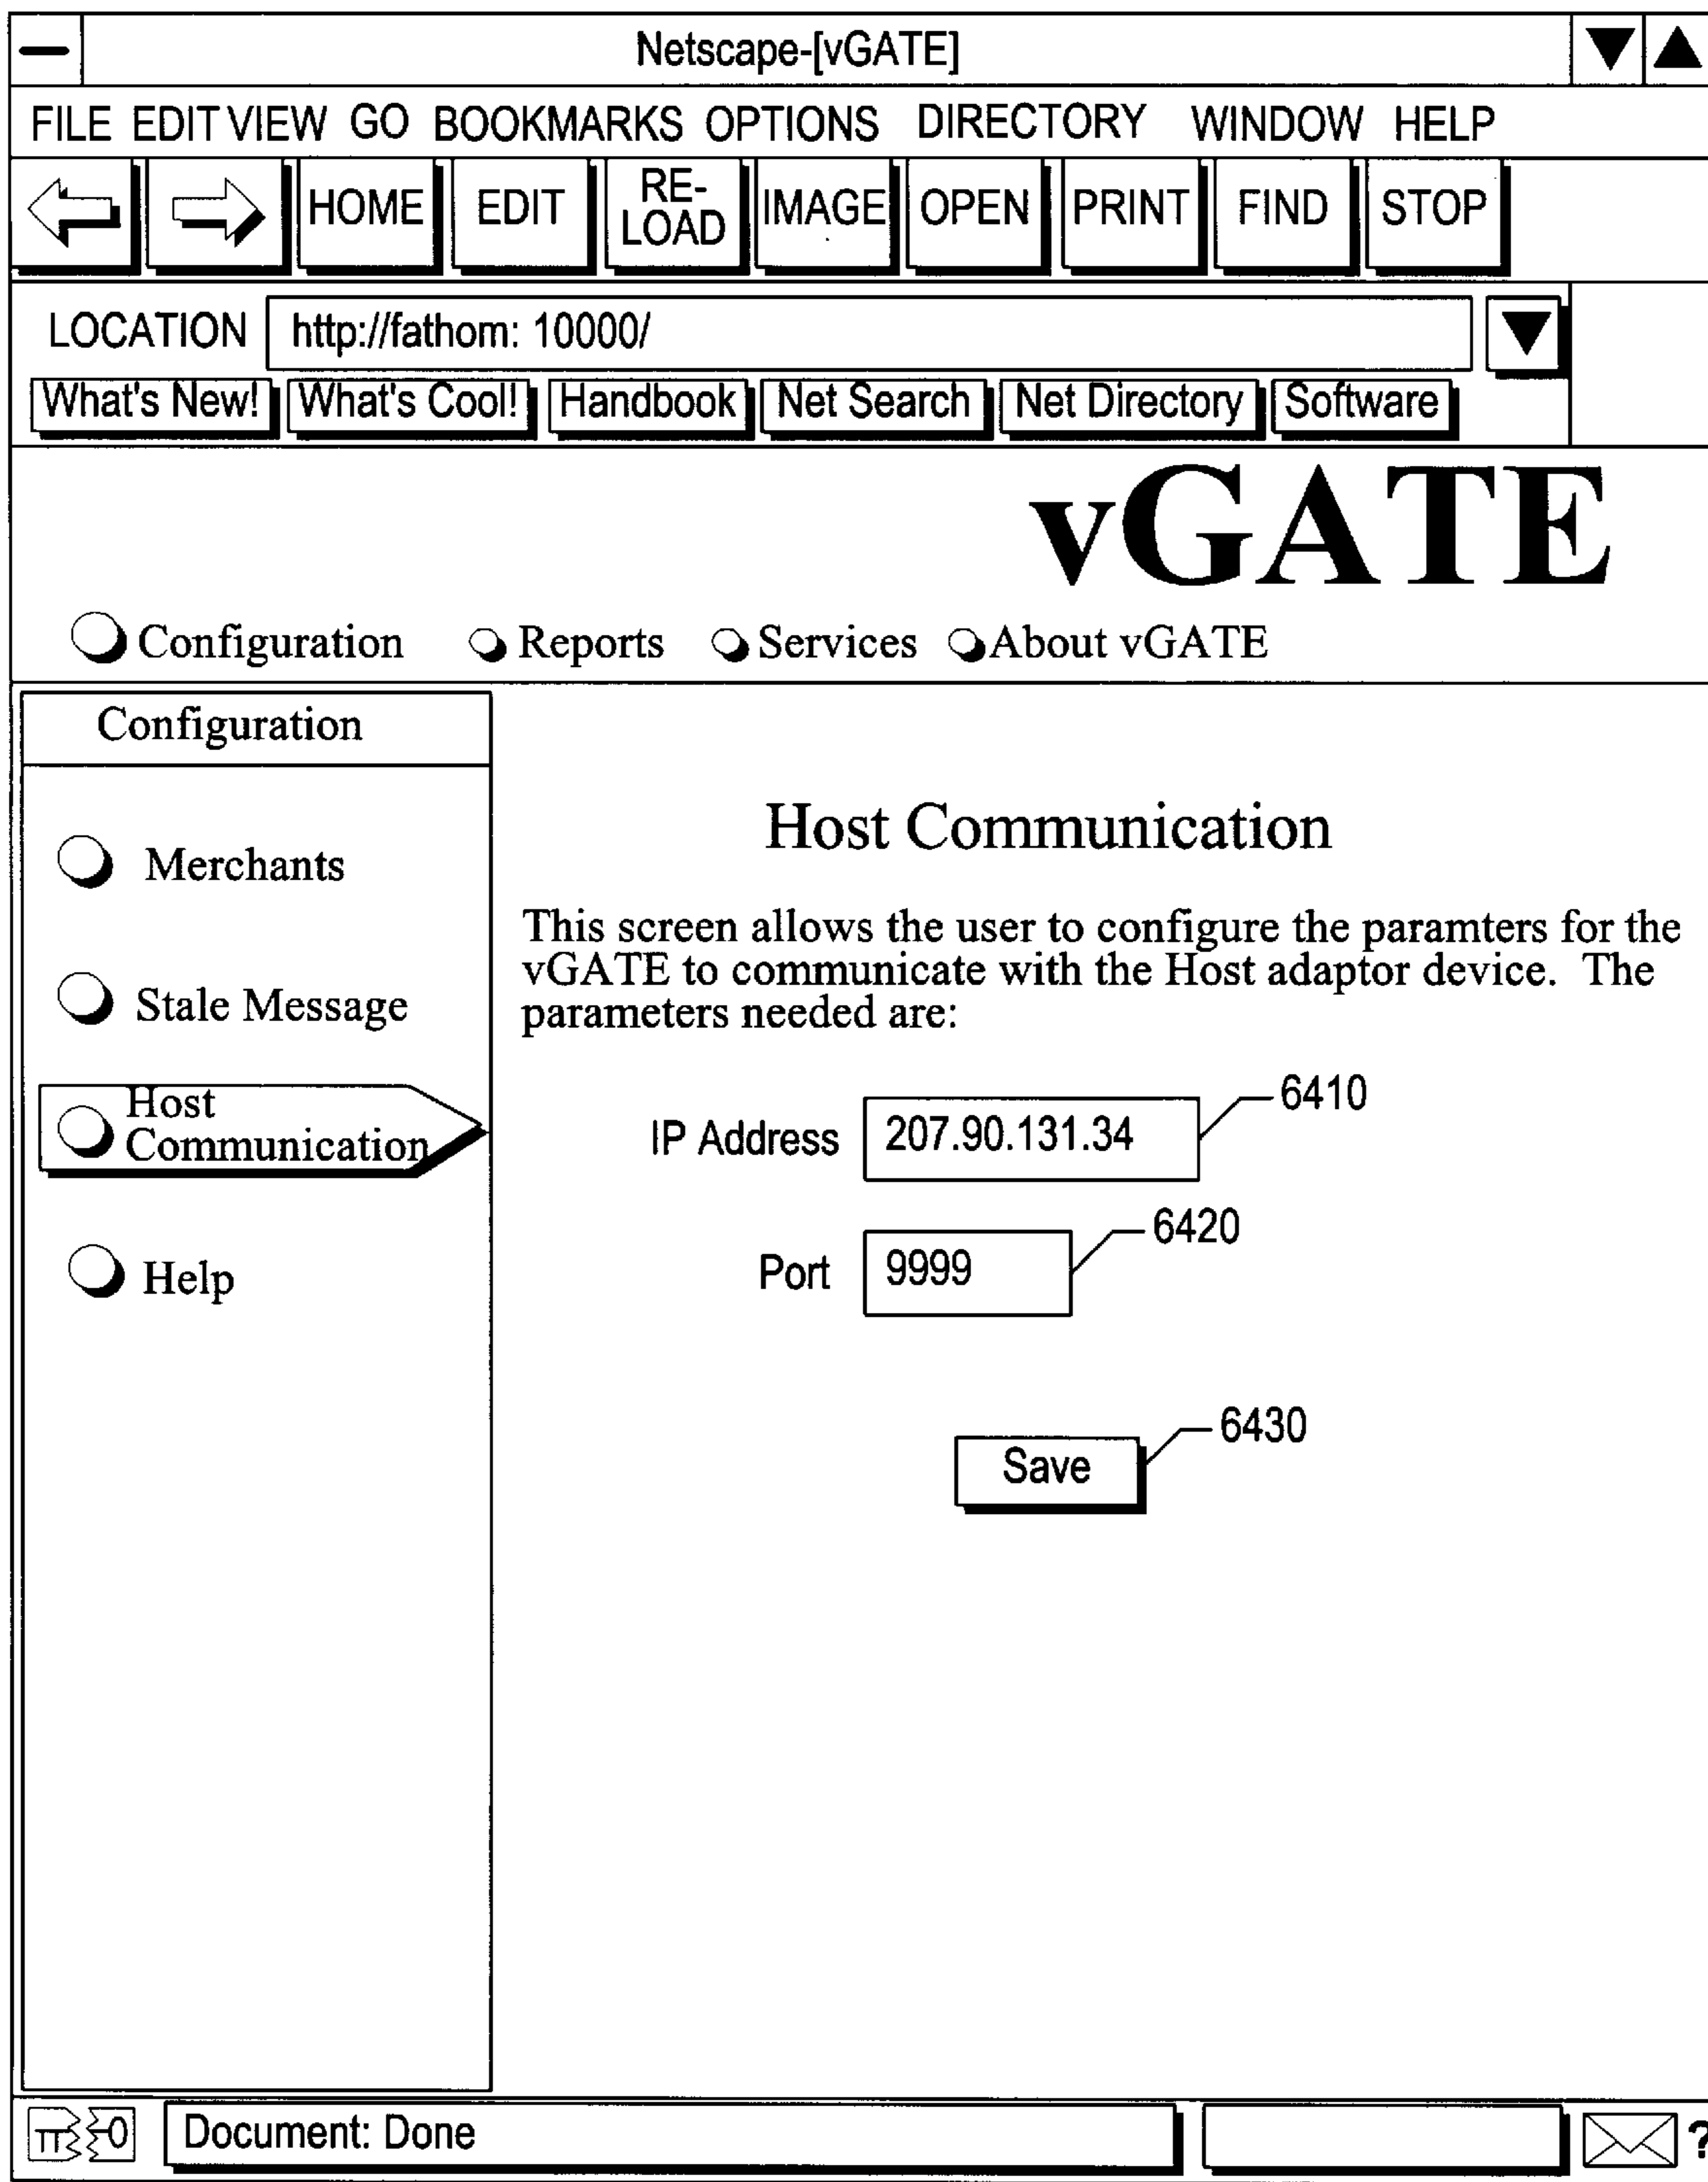 Netscape-[vGATE]
FILE EDIT VIEW GO BOOKMARKS OPTIONS DIRECTORY WINDOW HELP
HOME EDIT RE-
LOAD IMAGE OPEN PRINT FIND STOP
LOCATION http://fathom: 10000/
What's New! What's Cool! Handbook Net Search Net Directory Software
vGATE
Configuration Reports Services About vGATE
Configuration
Merchants
Stale Message
Host
Communication
Help
Host Communication
This screen allows the user to configure the paramters for the
vGATE to communicate with the Host adaptor device. The
parameters needed are:
IP Address 207.90.131.34 6410
Port 9999 6420
Save 6430
Document: Done
?